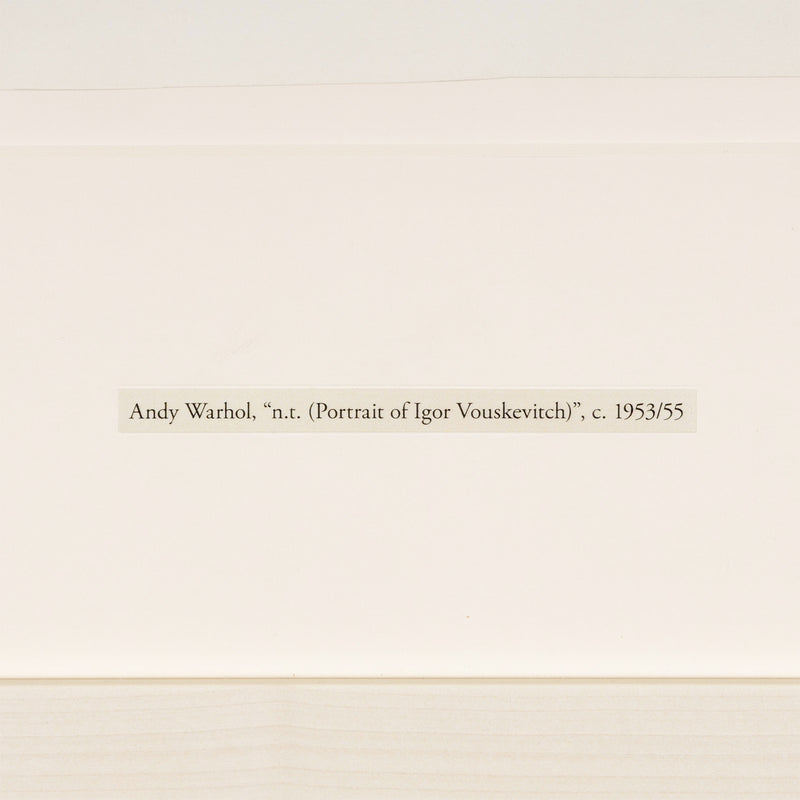 Andy Warhol, “n.t. (Portrait of Igor Vouskevitch)”, c. 1953/55